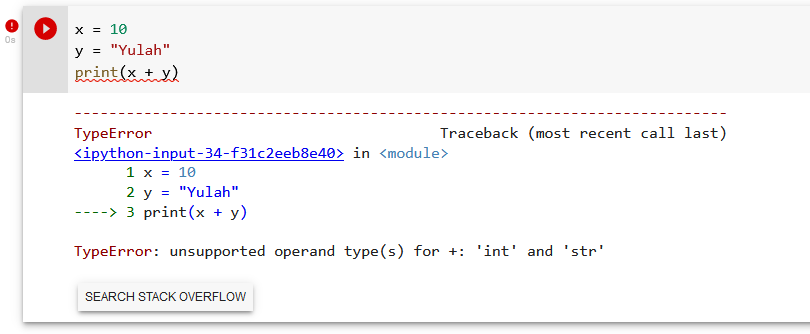 0s
x = 10
y = "Yulah"
print(x + y)
---------------------------------------------------------------------------
TypeError                                 Traceback (most recent call last)
<ipython-input-34-f31c2eeb8e40> in <module>
      1 x = 10
      2 y = "Yulah"
----> 3 print(x + y)
TypeError: unsupported operand type(s) for +: 'int' and 'str'
SEARCH STACK OVERFLOW